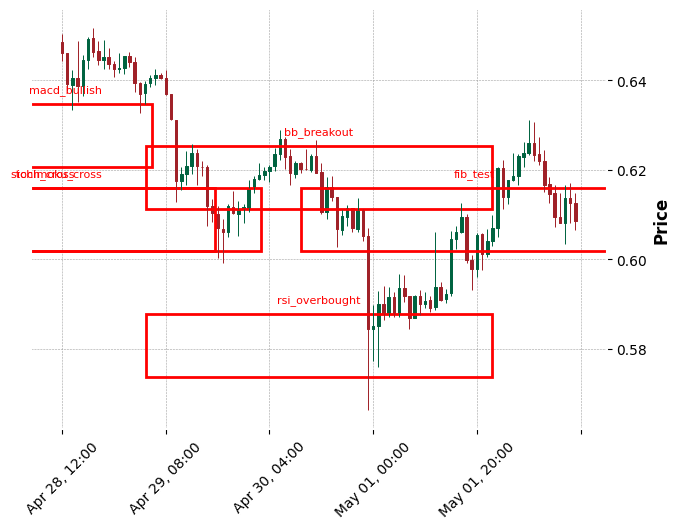 macd_bullish
bb_breakout
fib_test
rsi_overbought
0.64
0.62
0.60
0.58
Price
Apr 28, 12:00
Apr 29, 08:00
Apr 30, 04:00
May 01, 00:00
May 01, 20:00